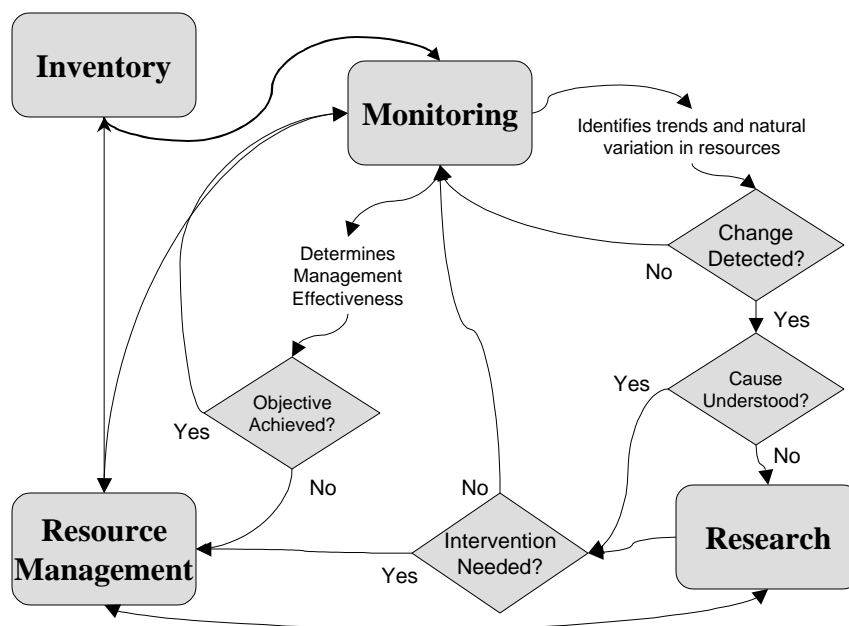 Inventory
Monitoring
Identifies trends and natural
variation in resources
Change
Detected?
No
Yes
Determines
Management
Effectiveness
Objective
Achieved?
Yes
No
Cause
Understood?
Yes
No
Resource
Management
Intervention
Needed?
No
Yes
Research